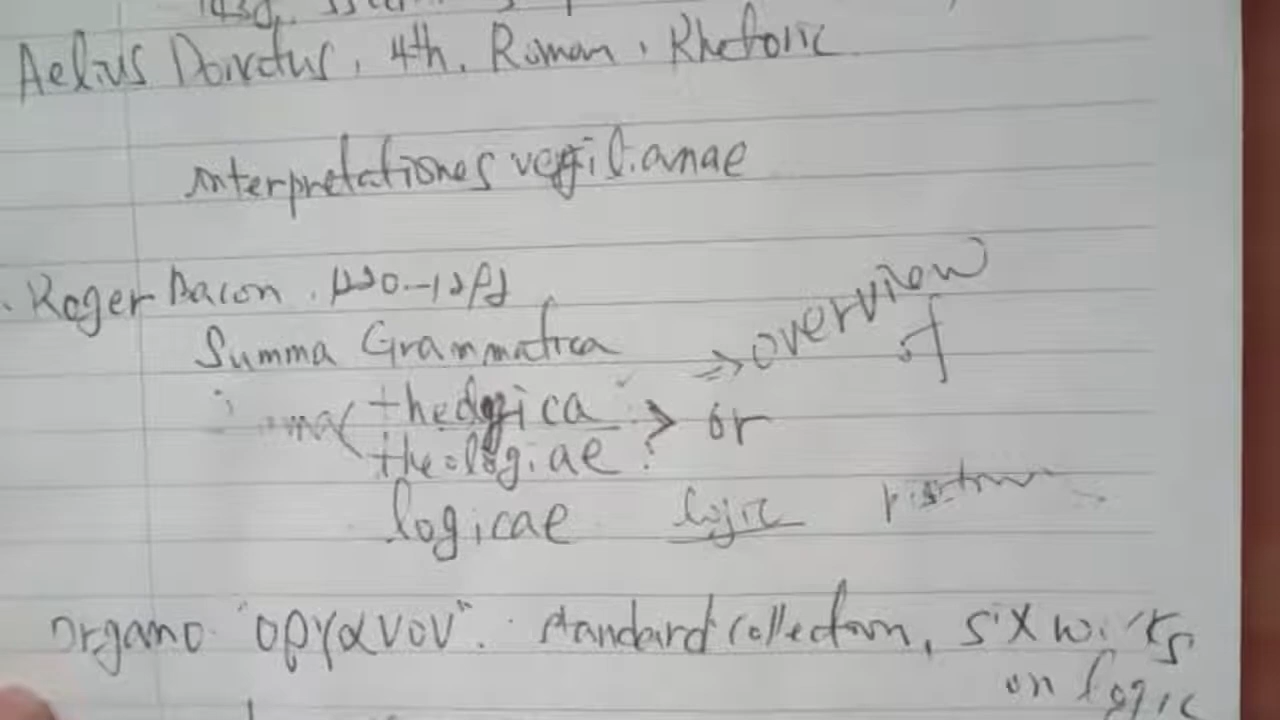 Aelius Donatus, 4th, Roman, Rhetoric
interpretationes vergilianae
Roger Bacon.
Summa Grammatica => overview of
theologica > or
theologiae ?
logicae logic
Organo "οργανον". standard collection, six works
on logic